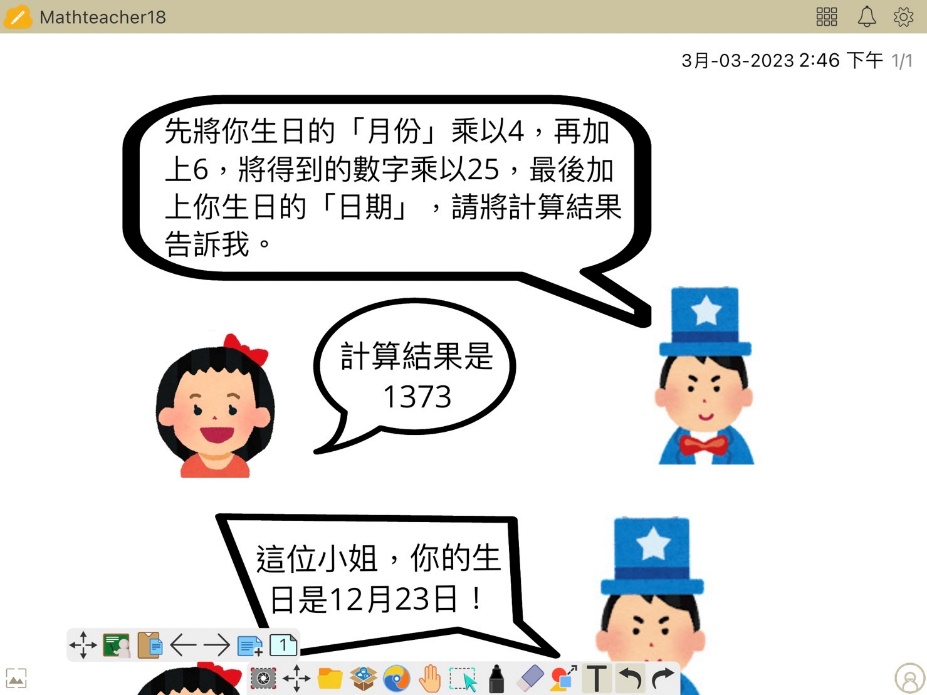 Mathteacher18
3月-03-2023 2:46 下午 1/1
先將你生日的「月份」乘以4，再加
上6，將得到的數字乘以25，最後加
上你生日的「日期」，請將計算結果
告訴我。
計算結果是
1373
這位小姐，你的生
日是12月23日！
1
T